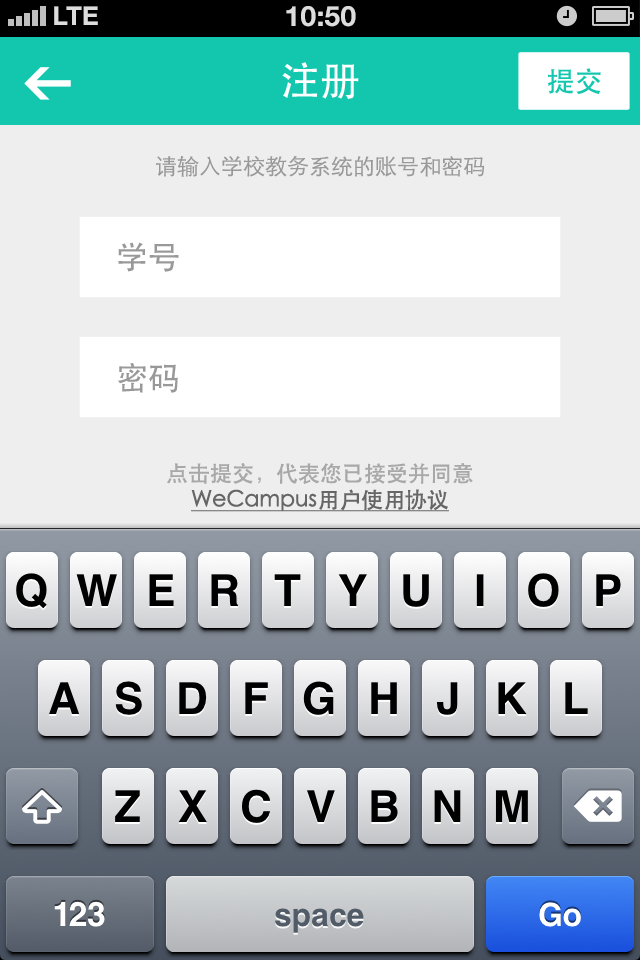 LTE 10:50
注册 提交
请输入学校教务系统的账号和密码
学号
密码
点击提交，代表您已接受并同意
WeCampus用户使用协议
Q W E R T Y U I O P
A S D F G H J K L
Z X C V B N M
123 space Go